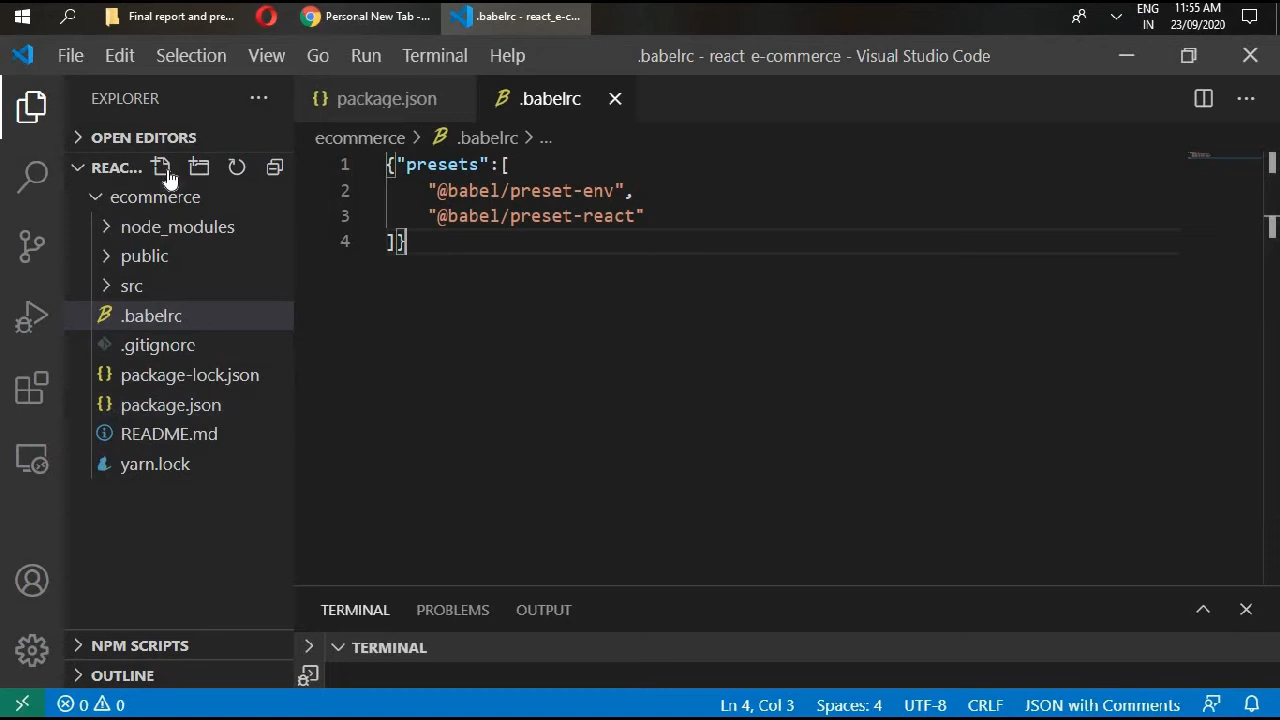 Final report and pre...
Personal New Tab -...
.babelrc - react_e-c...
ENG
IN
11:55 AM
23/09/2020
File Edit Selection View Go Run Terminal Help
.babelrc - react e-commerce - Visual Studio Code
EXPLORER
OPEN EDITORS
REAC...
ecommerce
node_modules
public
src
.babelrc
.gitignore
package-lock.json
package.json
README.md
yarn.lock
NPM SCRIPTS
OUTLINE
package.json
.babelrc
ecommerce > .babelrc > ...
1 {"presets":[
2 "@babel/preset-env",
3 "@babel/preset-react"
4 ]}
TERMINAL PROBLEMS OUTPUT
TERMINAL
0 0
Ln 4, Col 3 Spaces: 4 UTF-8 CRLF JSON with Comments